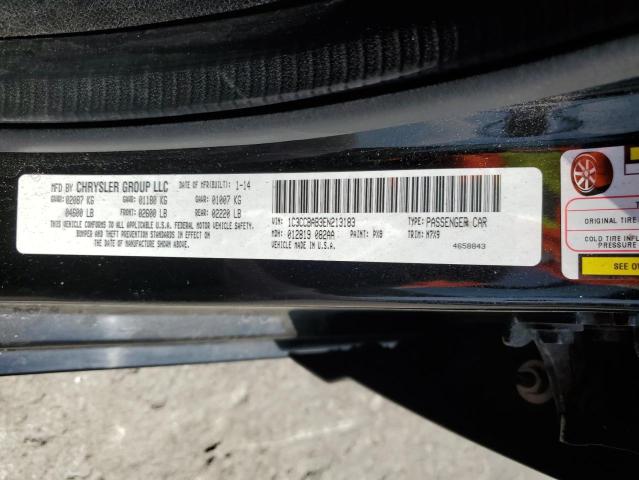 MFD BY CHRYSLER GROUP LLC DATE OF MFR(BUILT): 1-14
GVWR: 02087 KG GAWR: 01180 KG GAWR: 01007 KG
04600 LB FRONT: 02600 LB REAR: 02220 LB
THIS VEHICLE CONFORMS TO ALL APPLICABLE U.S.A. FEDERAL MOTOR VEHICLE SAFETY,
BUMPER AND THEFT PREVENTION STANDARDS IN EFFECT ON
THE DATE OF MANUFACTURE SHOWN ABOVE.
VIN: 1C3CCBAB3EN213183 TYPE: PASSENGER CAR
MDH: 012819 082AA PAINT: PX8 TRIM: M7X9
VEHICLE MADE IN U.S.A. 4658843
ORIGINAL TIRE
COLD TIRE INFL
PRESSURE
SEE OW